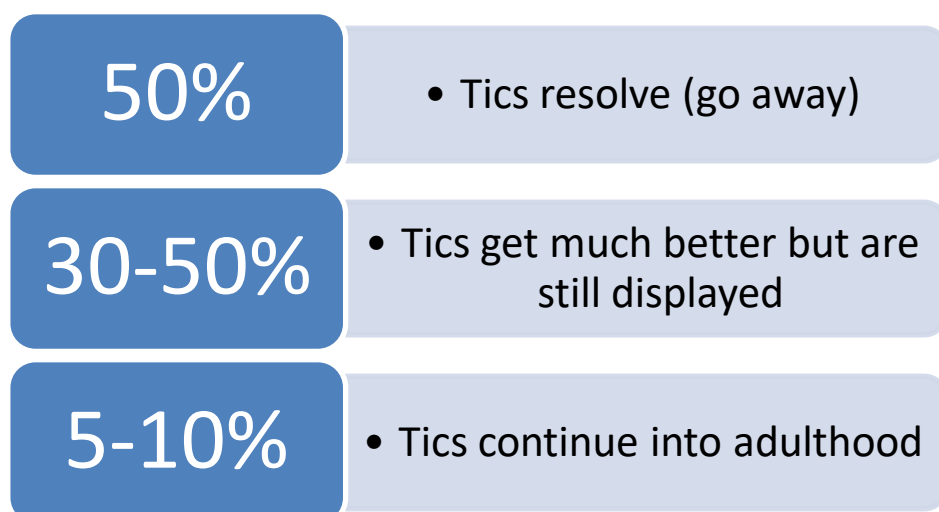 50%
• Tics resolve (go away)
30-50%
• Tics get much better but are
still displayed
5-10%
• Tics continue into adulthood